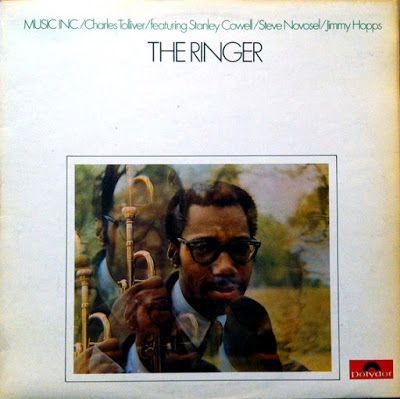 MUSIC INC./Charles Tolliver/featuring Stanley Cowell/Steve Novosel/Jimmy Hopps
THE RINGER
Polydor